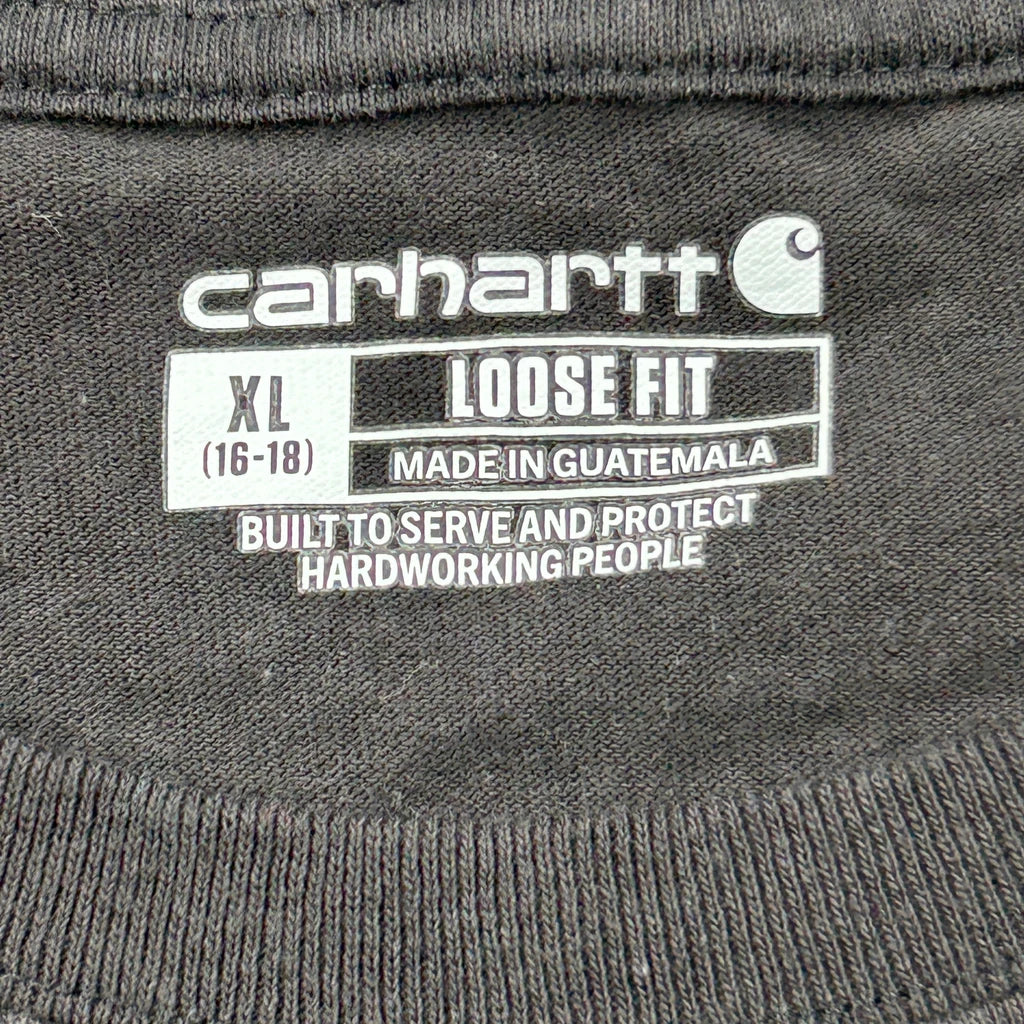 carhartt
XL
(16-18)
LOOSE FIT
MADE IN GUATEMALA
BUILT TO SERVE AND PROTECT
HARDWORKING PEOPLE